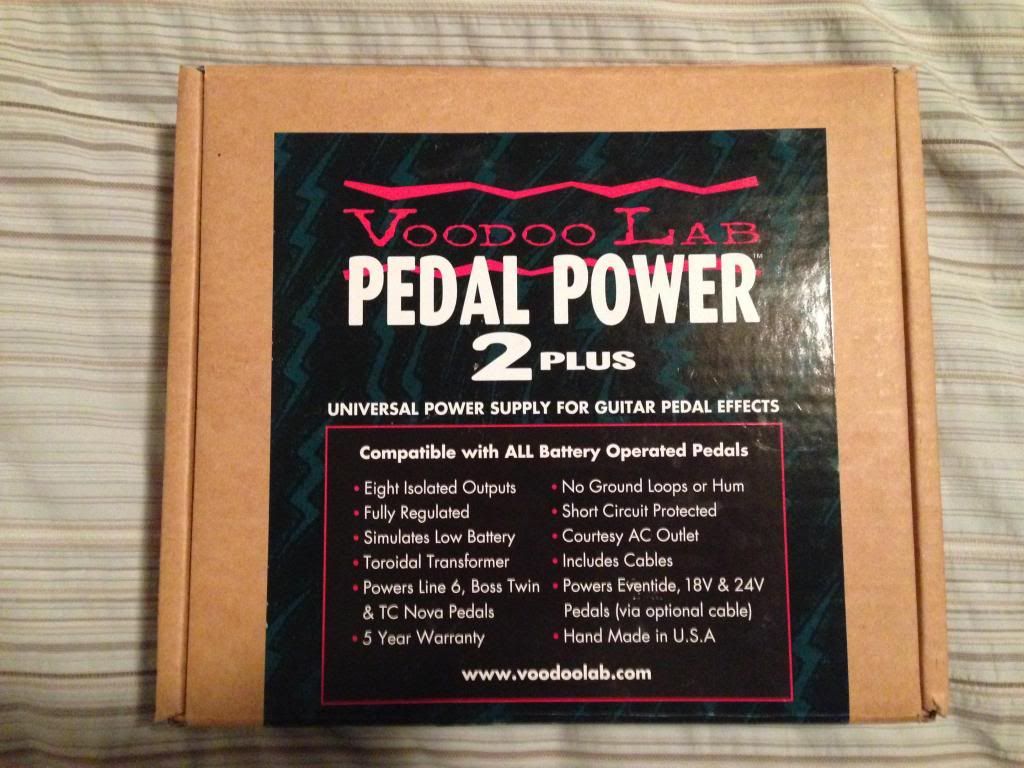 VOODOO LAB
PEDAL POWER™
2 PLUS
UNIVERSAL POWER SUPPLY FOR GUITAR PEDAL EFFECTS
Compatible with ALL Battery Operated Pedals
• Eight Isolated Outputs
• Fully Regulated
• Simulates Low Battery
• Toroidal Transformer
• Powers Line 6, Boss Twin
& TC Nova Pedals
• 5 Year Warranty
• No Ground Loops or Hum
• Short Circuit Protected
• Courtesy AC Outlet
• Includes Cables
• Powers Eventide, 18V & 24V
Pedals (via optional cable)
• Hand Made in U.S.A
www.voodoolab.com